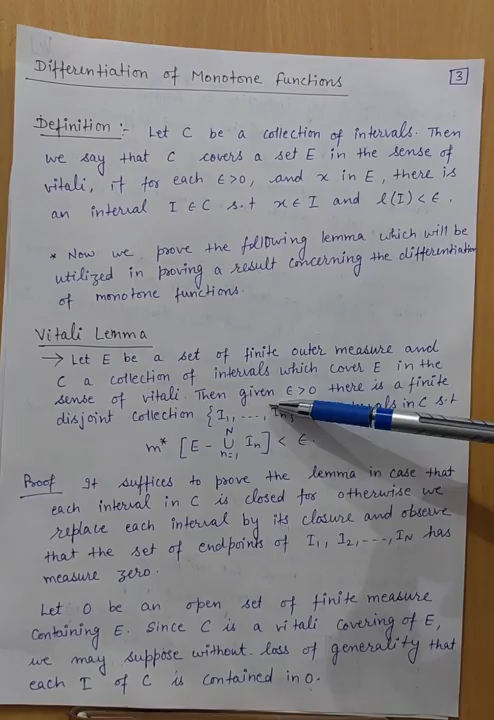 Differentiation of Monotone functions
3
Definition :- Let C be a collection of intervals. Then
we say that C covers a set E in the sense of
vitali, if for each ϵ>0, and x in E, there is
an interval I ∈ C s.t x ∈ I and l(I) < ϵ.
* Now we prove the following lemma which will be
utilized in proving a result concerning the differentiation
of monotone functions.
Vitali Lemma
→ Let E be a set of finite outer measure and
C a collection of intervals which cover E in the
sense of vitali. Then given ϵ>0 there is a finite
disjoint collection {I1, ---, In} in C s.t
m* [E - N ∪ n=1 In] < ϵ.
Proof It suffices to prove the lemma in case that
each interval in C is closed for otherwise we
replace each interval by its closure and observe
that the set of endpoints of I1, I2, ---, IN has
measure zero.
Let O be an open set of finite measure
containing E. Since C is a vitali covering of E,
we may suppose without loss of generality that
each I of C is contained in O.